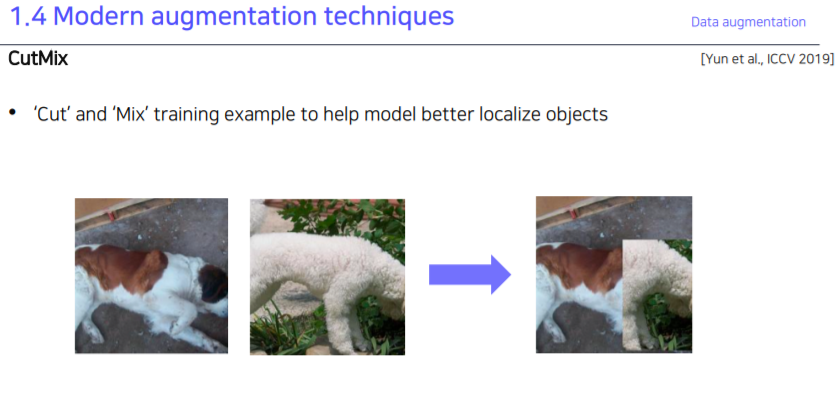 1.4 Modern augmentation techniques
Data augmentation
CutMix
[Yun et al., ICCV 2019]
• ‘Cut’ and ‘Mix’ training example to help model better localize objects